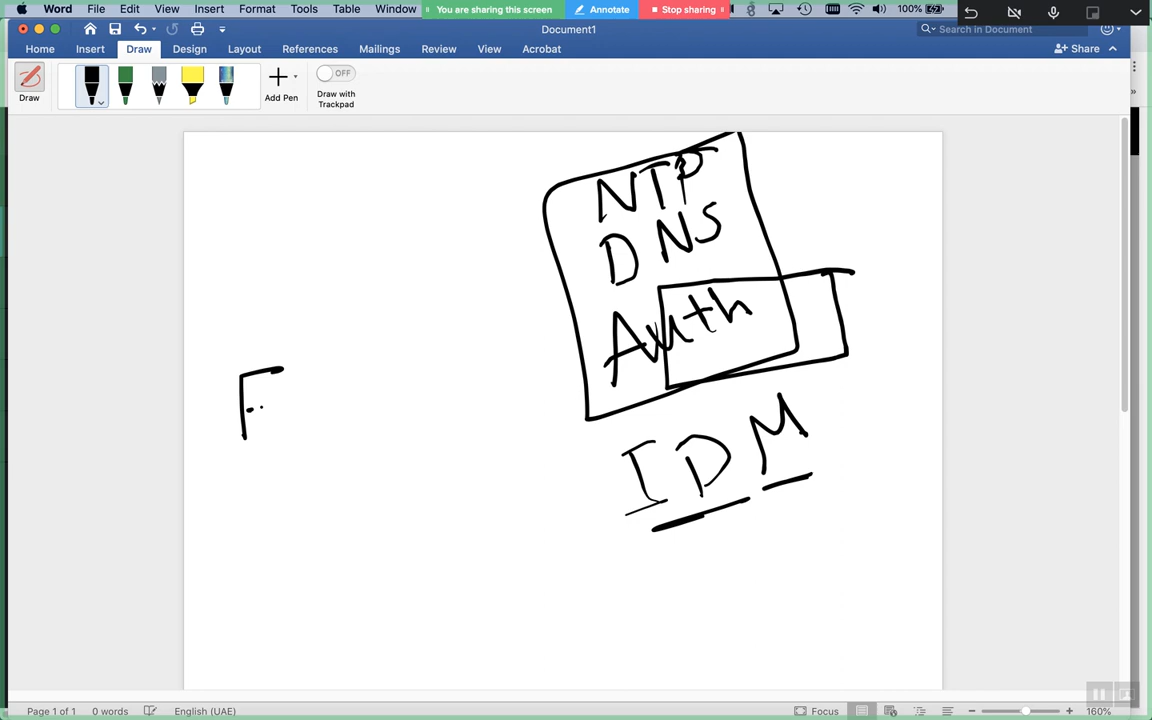 Word File Edit View Insert Format Tools Table Window You are sharing this screen Annotate Stop sharing 100%
Document1 Search in Document
Home Insert Draw Design Layout References Mailings Review View Acrobat Share
OFF
Draw Add Pen Draw with
Trackpad
NTP
DNS
Auth
F
IDM
Page 1 of 1 0 words English (UAE) Focus 160%